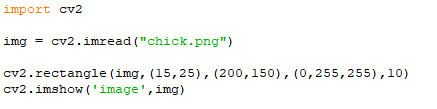 import cv2
img = cv2.imread("chick.png")
cv2.rectangle(img,(15,25),(200,150),(0,255,255),10)
cv2.imshow('image',img)